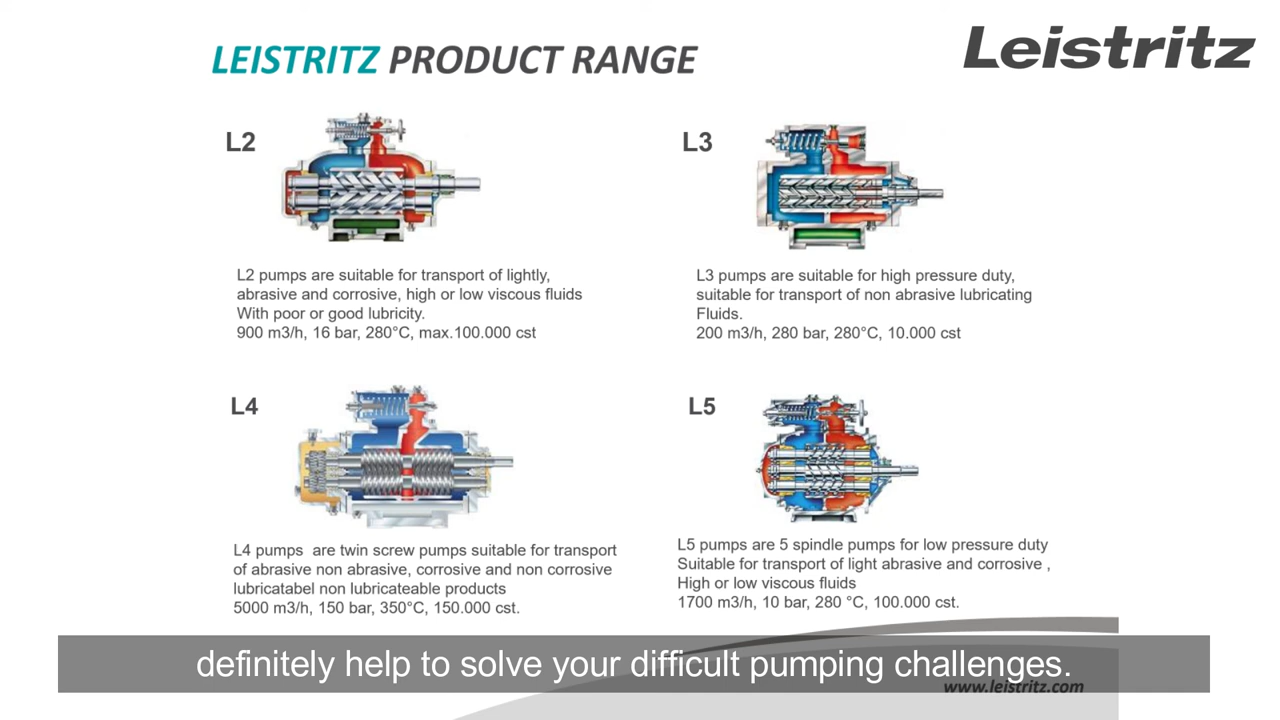 LEISTRITZ PRODUCT RANGE
Leistritz
L2
L2 pumps are suitable for transport of lightly,
abrasive and corrosive, high or low viscous fluids
With poor or good lubricity.
900 m3/h, 16 bar, 280°C, max.100.000 cst
L3
L3 pumps are suitable for high pressure duty,
suitable for transport of non abrasive lubricating
Fluids.
200 m3/h, 280 bar, 280°C, 10.000 cst
L4
L4 pumps are twin screw pumps suitable for transport
of abrasive non abrasive, corrosive and non corrosive
lubricatabel non lubricateable products
5000 m3/h, 150 bar, 350°C, 150.000 cst.
L5
L5 pumps are 5 spindle pumps for low pressure duty
Suitable for transport of light abrasive and corrosive ,
High or low viscous fluids
1700 m3/h, 10 bar, 280 °C, 100.000 cst.
definitely help to solve your difficult pumping challenges.
www.leistritz.com